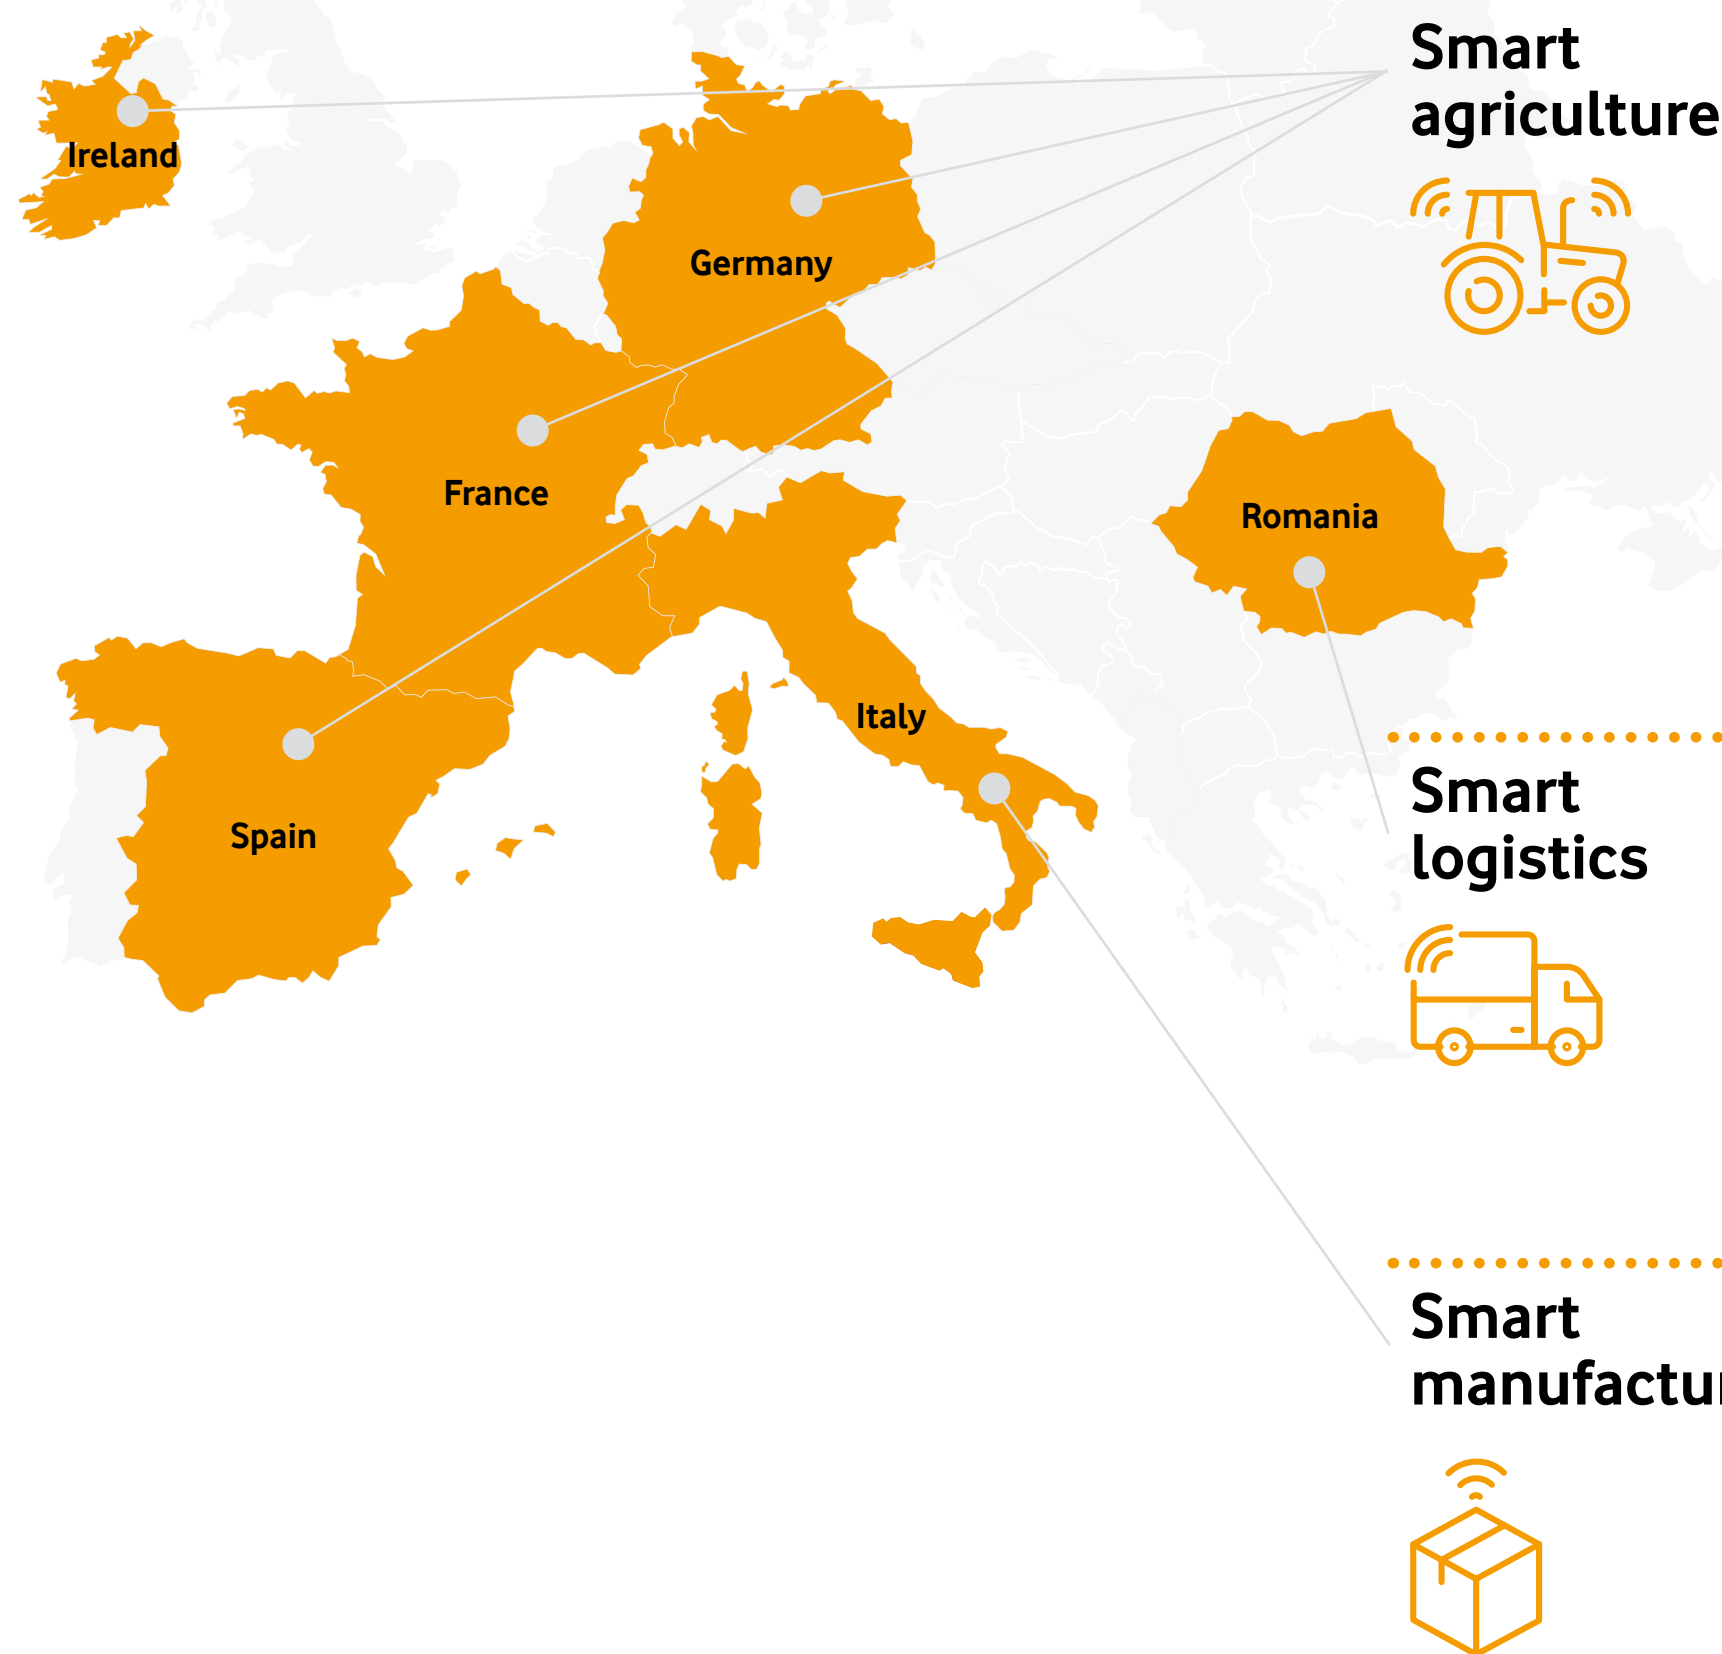 Smart
agriculture
Ireland
Germany
France
Romania
Italy
Spain
Smart
logistics
Smart